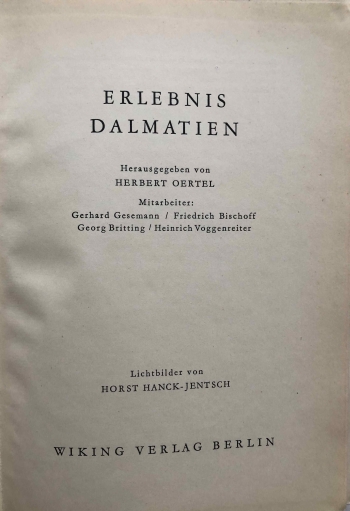 ERLEBNIS
DALMATIEN
Herausgegeben von
HERBERT OERTEL
Mitarbeiter:
Gerhard Gesemann / Friedrich Bischoff
Georg Britting / Heinrich Voggenreiter
Lichtbilder von
HORST HANCK-JENTSCH
WIKING VERLAG BERLIN